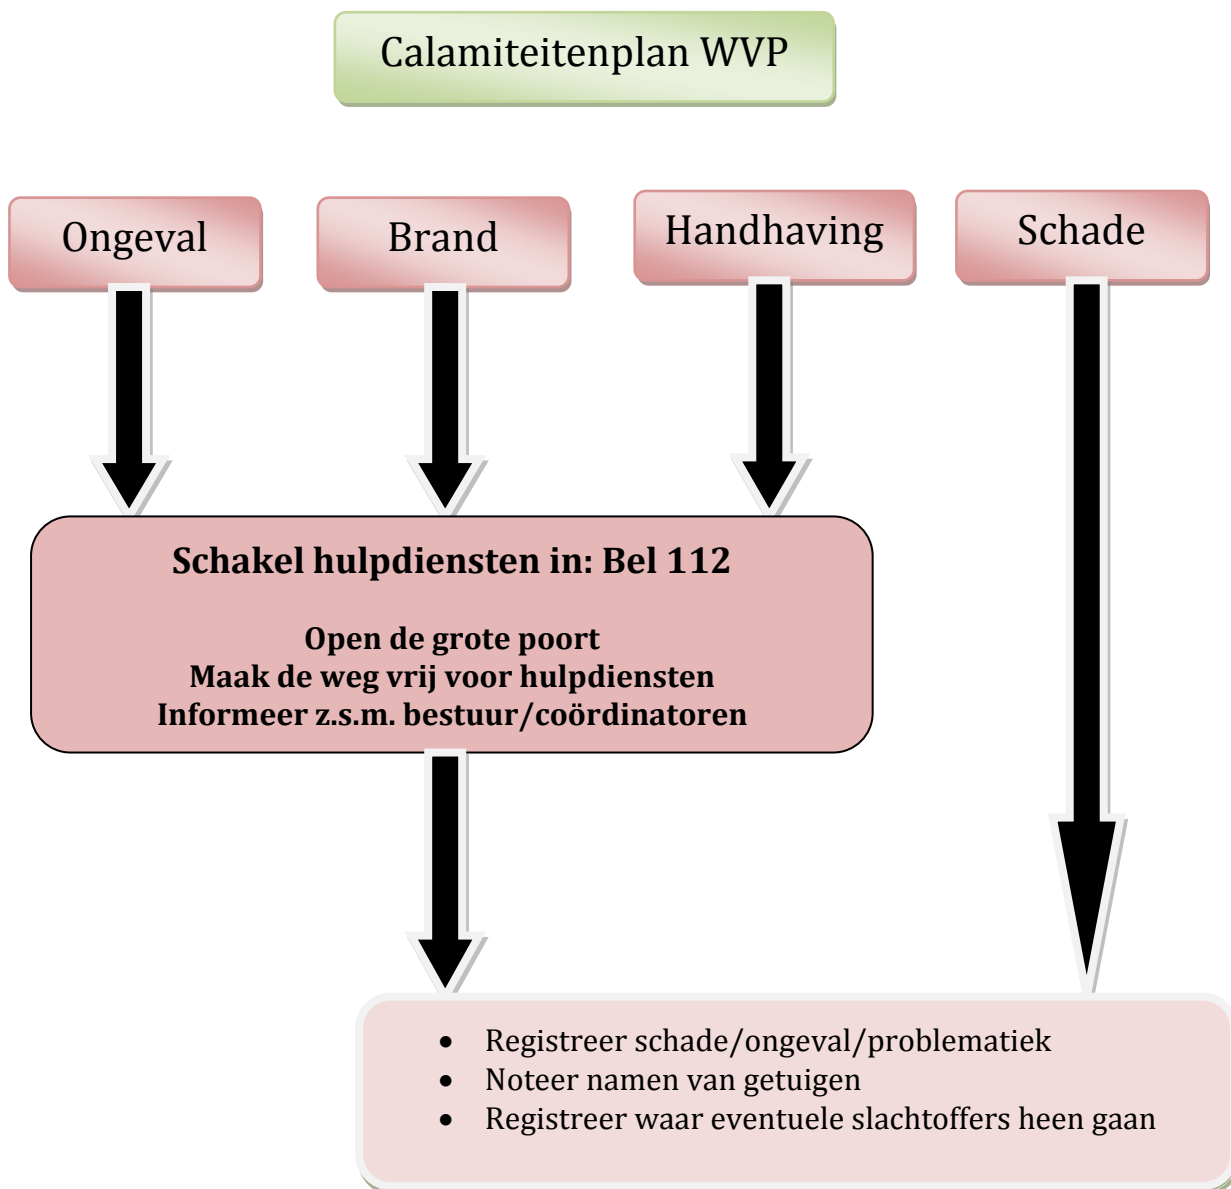 Calamiteitenplan WVP
Ongeval
Brand
Handhaving
Schade
Schakel hulpdiensten in: Bel 112
Open de grote poort
Maak de weg vrij voor hulpdiensten
Informeer z.s.m. bestuur/coördinatoren
• Registreer schade/ongeval/problematiek
• Noteer namen van getuigen
• Registreer waar eventuele slachtoffers heen gaan